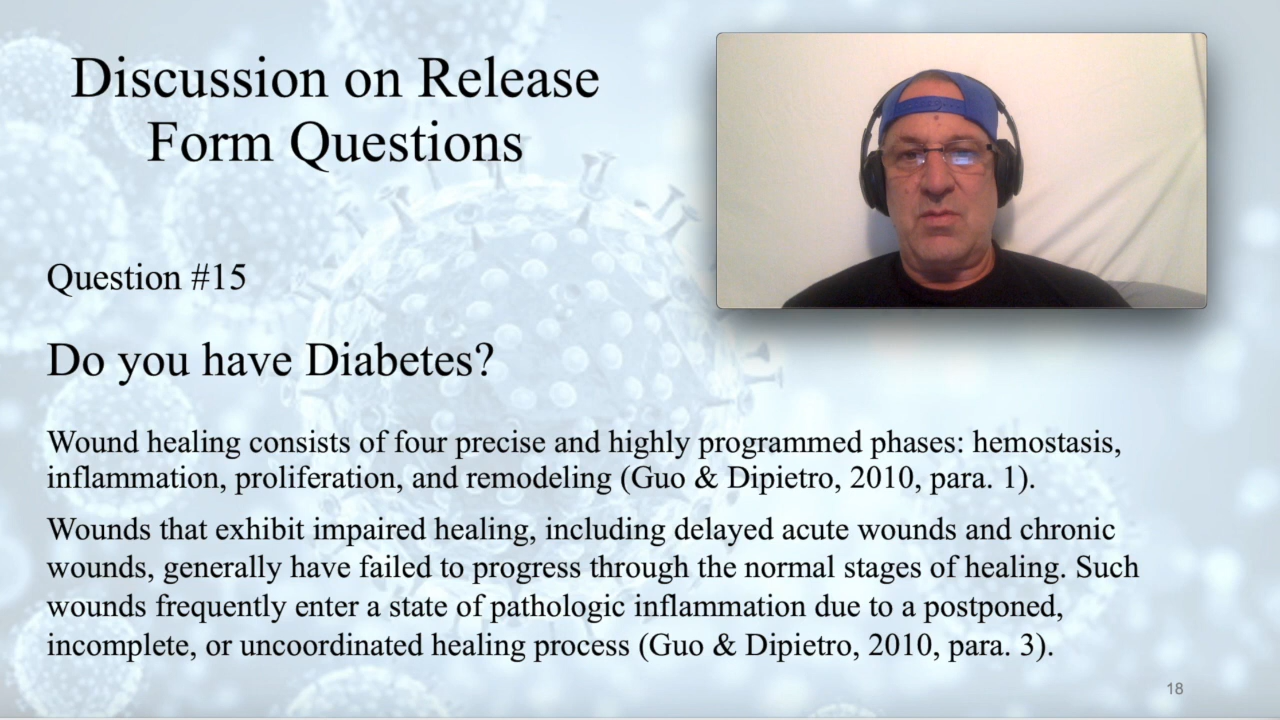 Discussion on Release
Form Questions
Question #15
Do you have Diabetes?
Wound healing consists of four precise and highly programmed phases: hemostasis,
inflammation, proliferation, and remodeling (Guo & Dipietro, 2010, para. 1).
Wounds that exhibit impaired healing, including delayed acute wounds and chronic
wounds, generally have failed to progress through the normal stages of healing. Such
wounds frequently enter a state of pathologic inflammation due to a postponed,
incomplete, or uncoordinated healing process (Guo & Dipietro, 2010, para. 3).
18